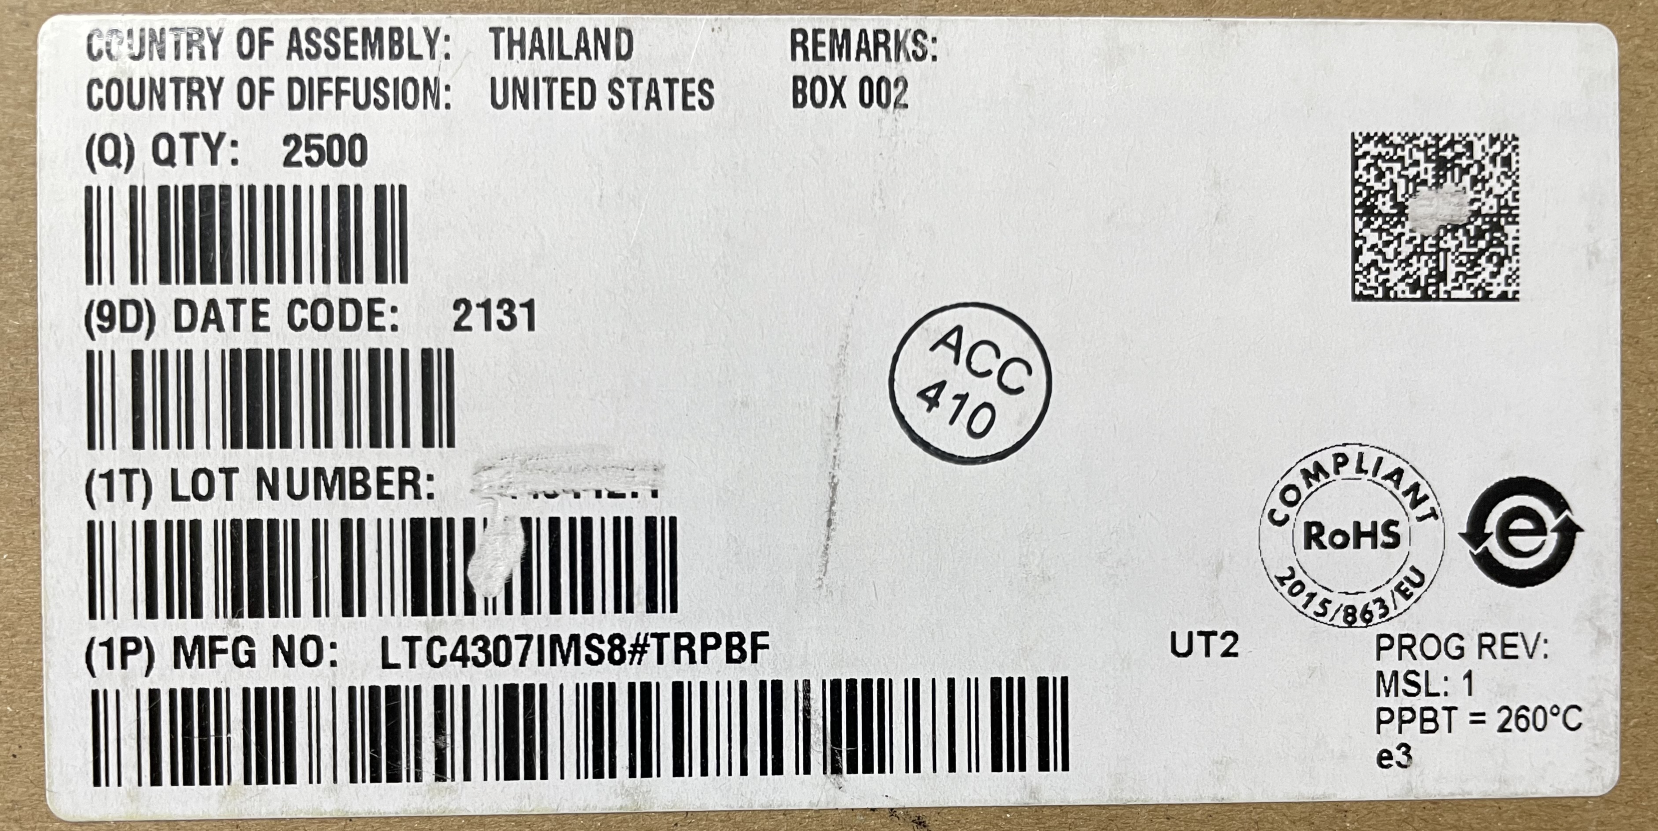 COUNTRY OF ASSEMBLY: THAILAND
COUNTRY OF DIFFUSION: UNITED STATES
REMARKS:
BOX 002
(Q) QTY: 2500
(9D) DATE CODE: 2131
ACC
410
(1T) LOT NUMBER:
COMPLIANT
RoHS
2015/863/EU
e
(1P) MFG NO: LTC4307IMS8#TRPBF
UT2
PROG REV:
MSL: 1
PPBT = 260°C
e3